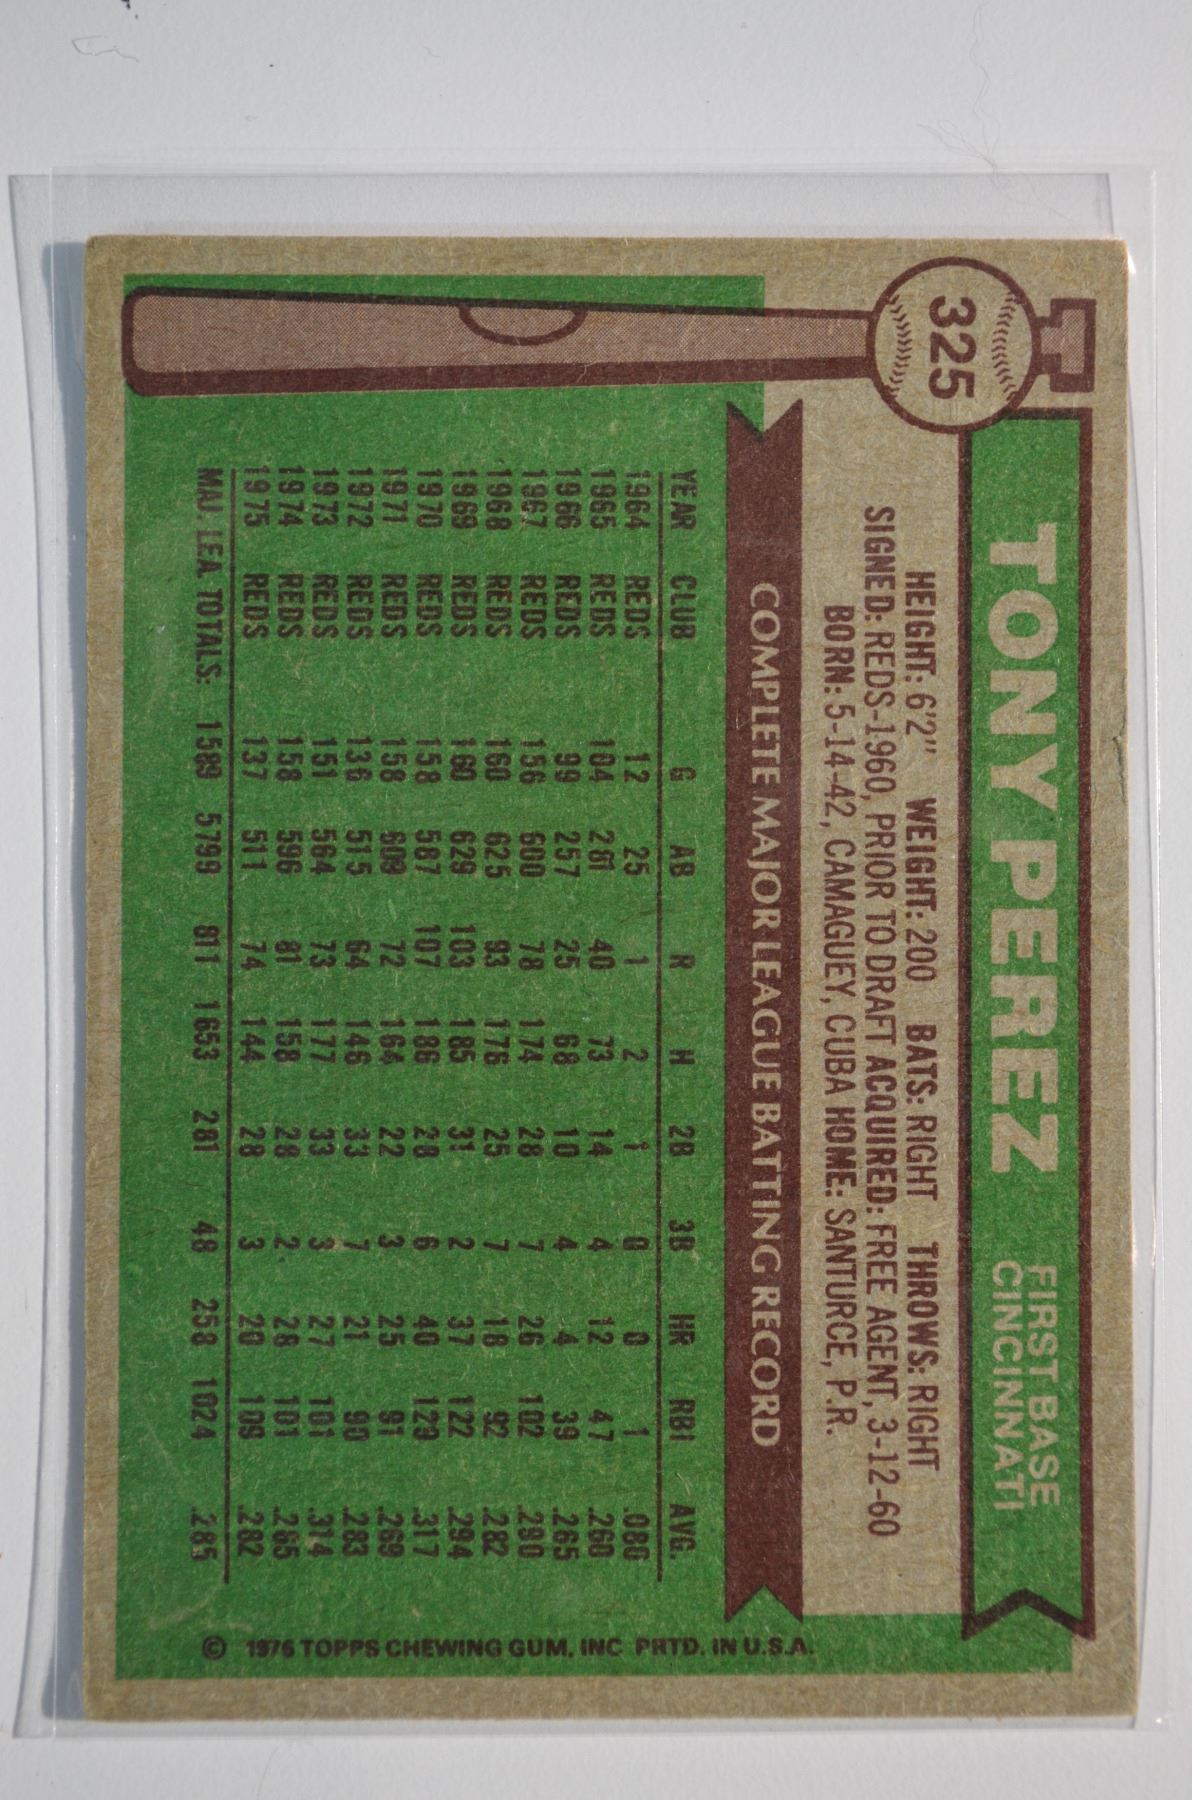 325
TONY PEREZ
FIRST BASE
CINCINNATI
HEIGHT: 6'2" WEIGHT: 200 BATS: RIGHT THROWS: RIGHT
SIGNED: REDS-1960, PRIOR TO DRAFT ACQUIRED: FREE AGENT, 3-12-60
BORN: 5-14-42, CAMAGUEY, CUBA HOME: SANTURCE, P.R.
COMPLETE MAJOR LEAGUE BATTING RECORD
YEAR CLUB G AB R H 2B 3B HR RBI AVG.
1964 REDS 12 25 1 2 1 0 0 1 .080
1965 REDS 104 281 40 73 14 4 12 47 .260
1966 REDS 99 257 25 68 10 4 4 39 .265
1967 REDS 156 600 78 174 28 7 26 102 .290
1968 REDS 160 625 93 176 25 7 18 92 .282
1969 REDS 160 629 103 185 31 2 37 122 .294
1970 REDS 158 587 107 186 28 6 40 129 .317
1971 REDS 158 609 72 164 22 3 25 91 .269
1972 REDS 136 515 64 146 33 7 21 90 .283
1973 REDS 151 564 73 177 33 3 27 101 .314
1974 REDS 158 596 81 158 28 2 28 101 .265
1975 REDS 137 511 74 144 28 3 20 109 .282
MAJ. LEA. TOTALS: 1589 5799 811 1653 281 48 258 1024 .285
© 1976 TOPPS CHEWING GUM, INC PRTD. IN U.S.A.